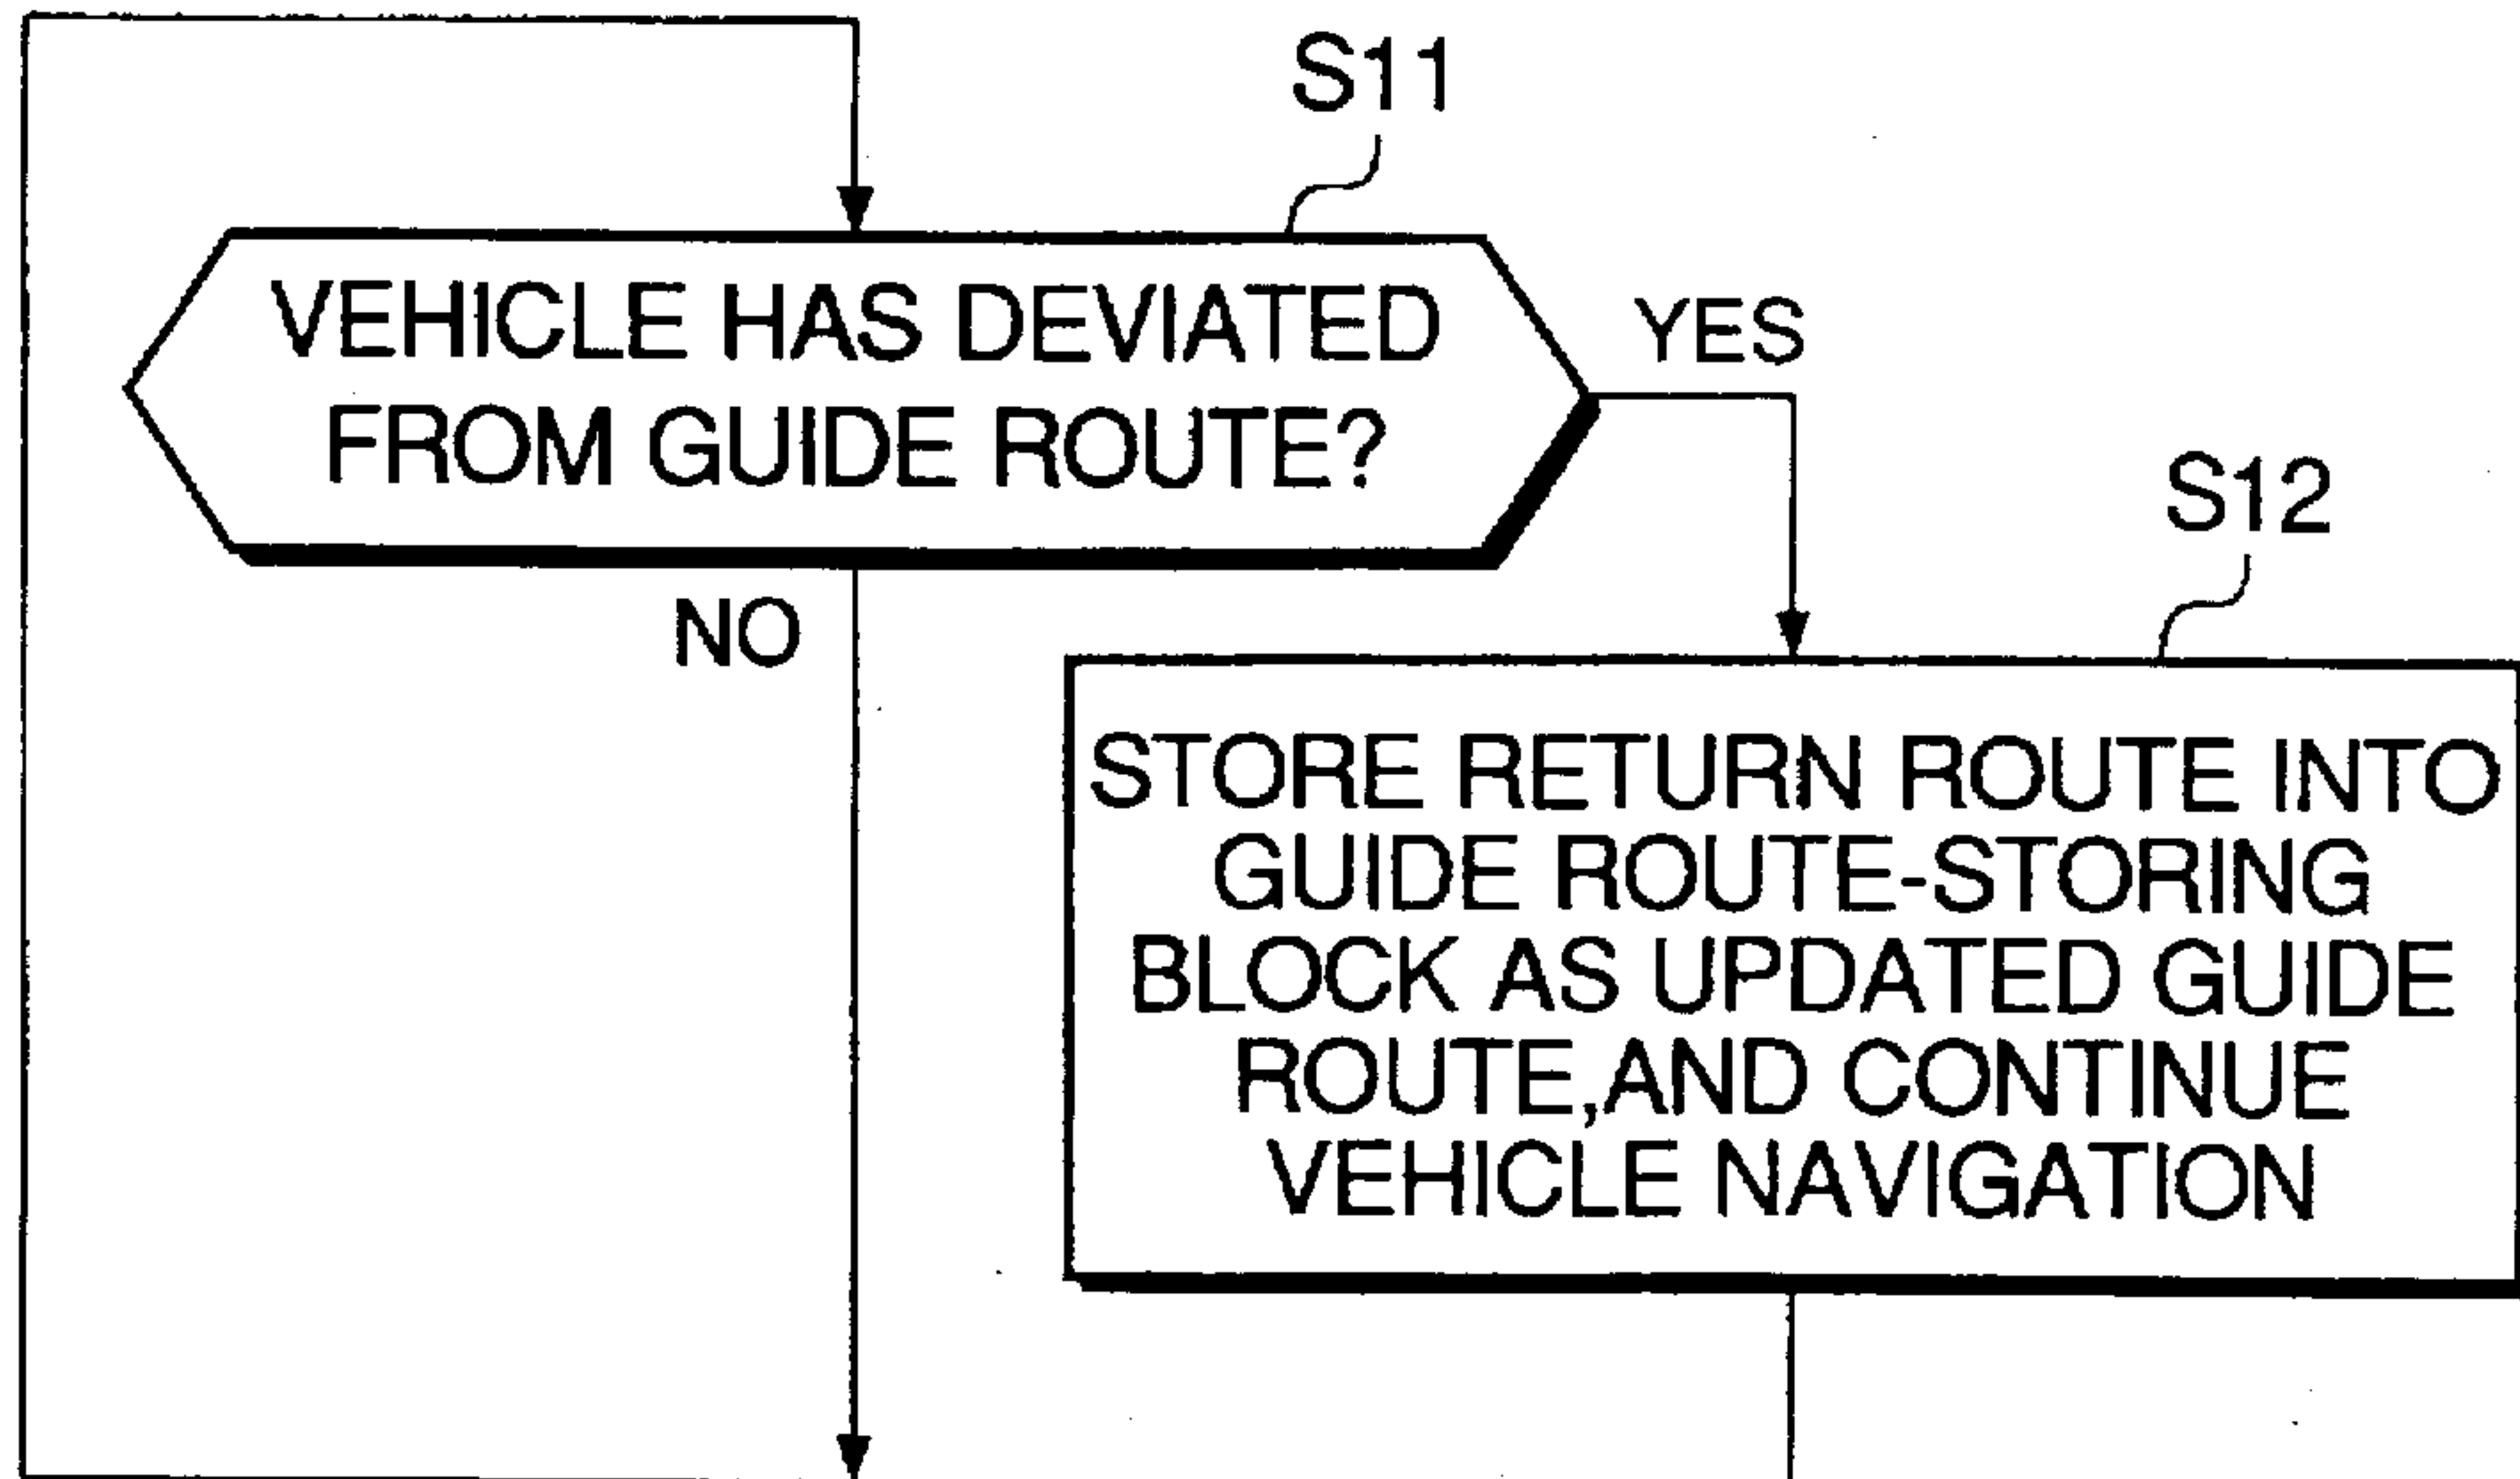 S11
VEHICLE HAS DEVIATED
FROM GUIDE ROUTE?
YES
NO
S12
STORE RETURN ROUTE INTO
GUIDE ROUTE-STORING
BLOCK AS UPDATED GUIDE
ROUTE,AND CONTINUE
VEHICLE NAVIGATION